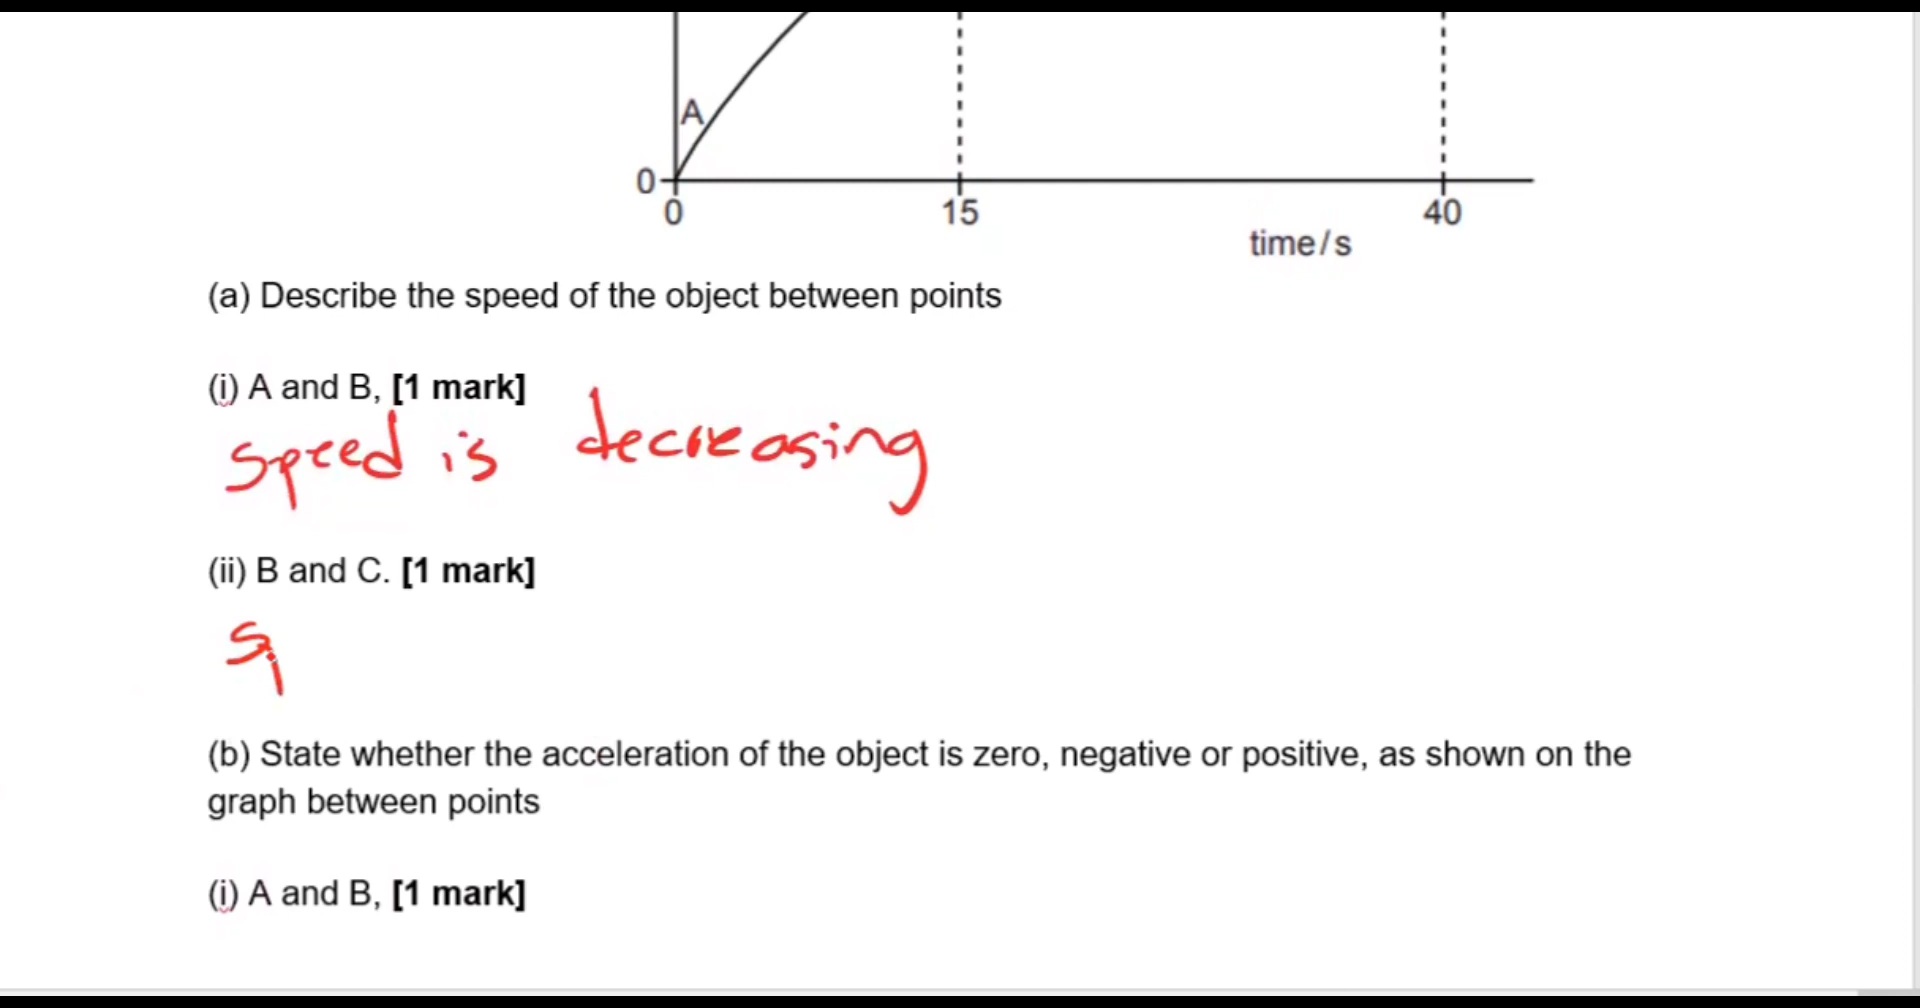 A
0
0 15 40
time/s
(a) Describe the speed of the object between points
(i) A and B, [1 mark]
speed is decreasing
(ii) B and C. [1 mark]
sp
(b) State whether the acceleration of the object is zero, negative or positive, as shown on the
graph between points
(i) A and B, [1 mark]